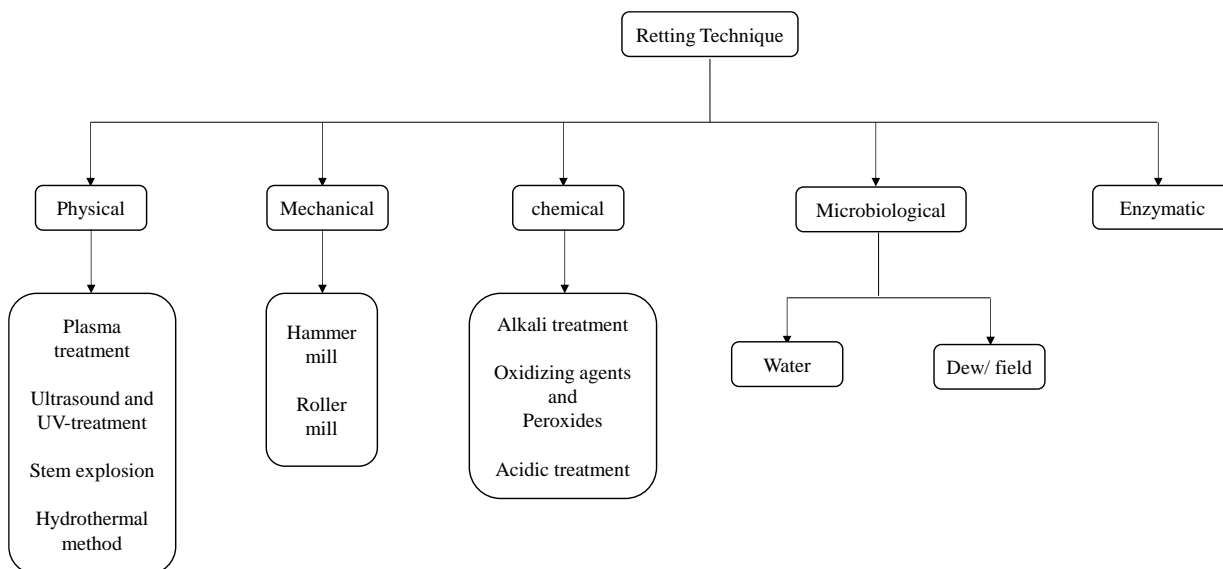 Retting Technique
Physical
Mechanical
chemical
Microbiological
Enzymatic
Plasma
treatment
Ultrasound and
UV-treatment
Stem explosion
Hydrothermal
method
Hammer
mill
Roller
mill
Alkali treatment
Oxidizing agents
and
Peroxides
Acidic treatment
Water
Dew/ field